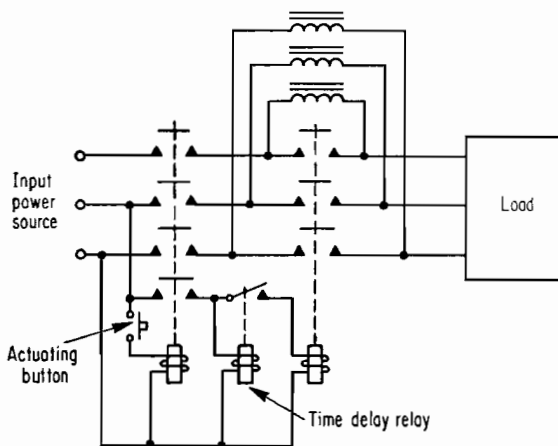 Input
power
source
Load
Actuating
button
Time delay relay